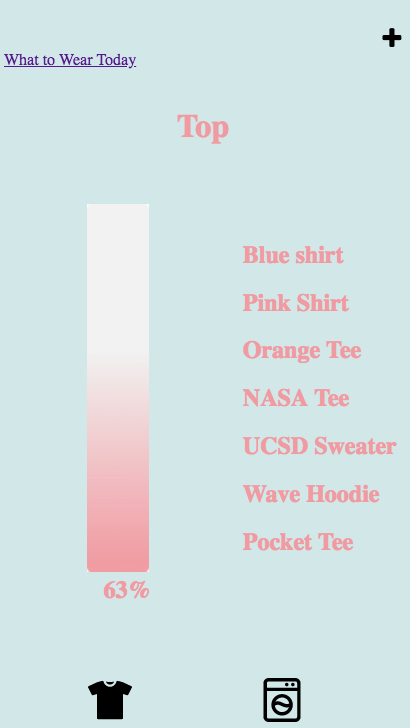 What to Wear Today
Top
Blue shirt
Pink Shirt
Orange Tee
NASA Tee
UCSD Sweater
Wave Hoodie
Pocket Tee
63%